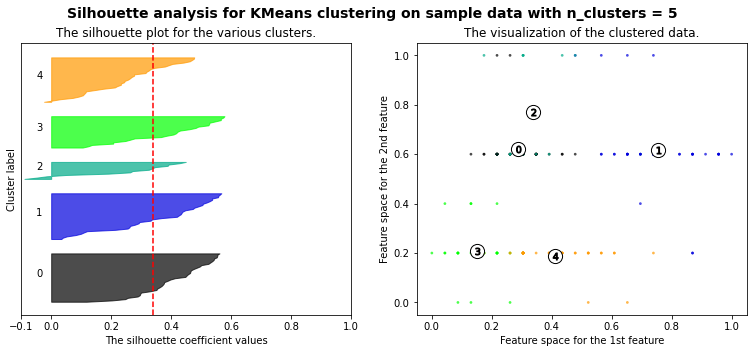 Silhouette analysis for KMeans clustering on sample data with n_clusters = 5
The silhouette plot for the various clusters.
4
3
2
1
0
Cluster label
−0.1 0.0 0.2 0.4 0.6 0.8 1.0
The silhouette coefficient values
The visualization of the clustered data.
1.0
0.8
0.6
0.4
0.2
0.0
Feature space for the 2nd feature
2
0
1
3
4
0.0 0.2 0.4 0.6 0.8 1.0
Feature space for the 1st feature